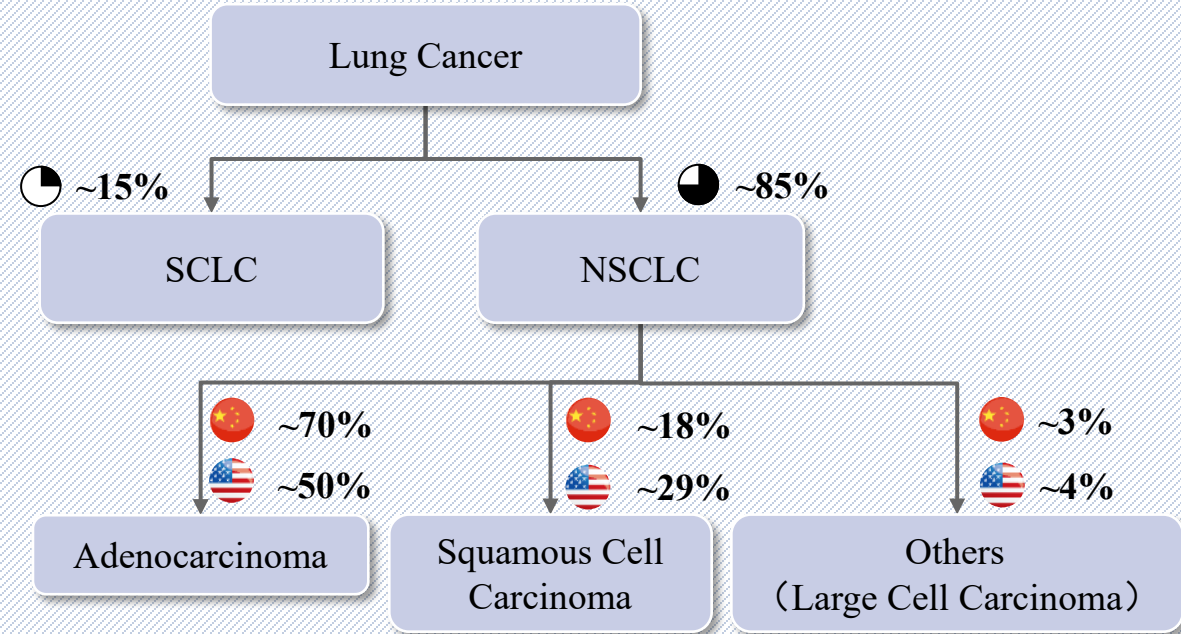 Lung Cancer
~15%
~85%
SCLC
NSCLC
~70%
~18%
~3%
~50%
~29%
~4%
Adenocarcinoma
Squamous Cell
Carcinoma
Others
（Large Cell Carcinoma）